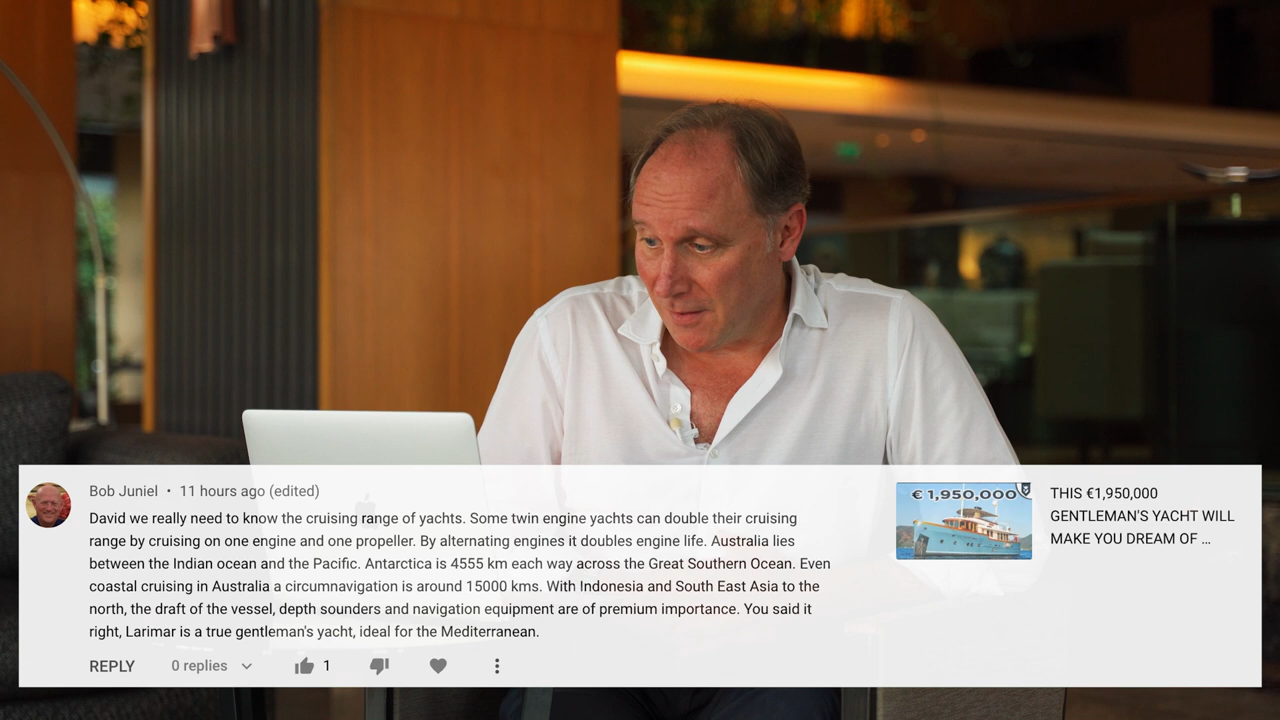 Bob Juniel • 11 hours ago (edited)
David we really need to know the cruising range of yachts. Some twin engine yachts can double their cruising
range by cruising on one engine and one propeller. By alternating engines it doubles engine life. Australia lies
between the Indian ocean and the Pacific. Antarctica is 4555 km each way across the Great Southern Ocean. Even
coastal cruising in Australia a circumnavigation is around 15000 kms. With Indonesia and South East Asia to the
north, the draft of the vessel, depth sounders and navigation equipment are of premium importance. You said it
right, Larimar is a true gentleman's yacht, ideal for the Mediterranean.
REPLY 0 replies 1
€1,950,000
THIS €1,950,000
GENTLEMAN'S YACHT WILL
MAKE YOU DREAM OF ...